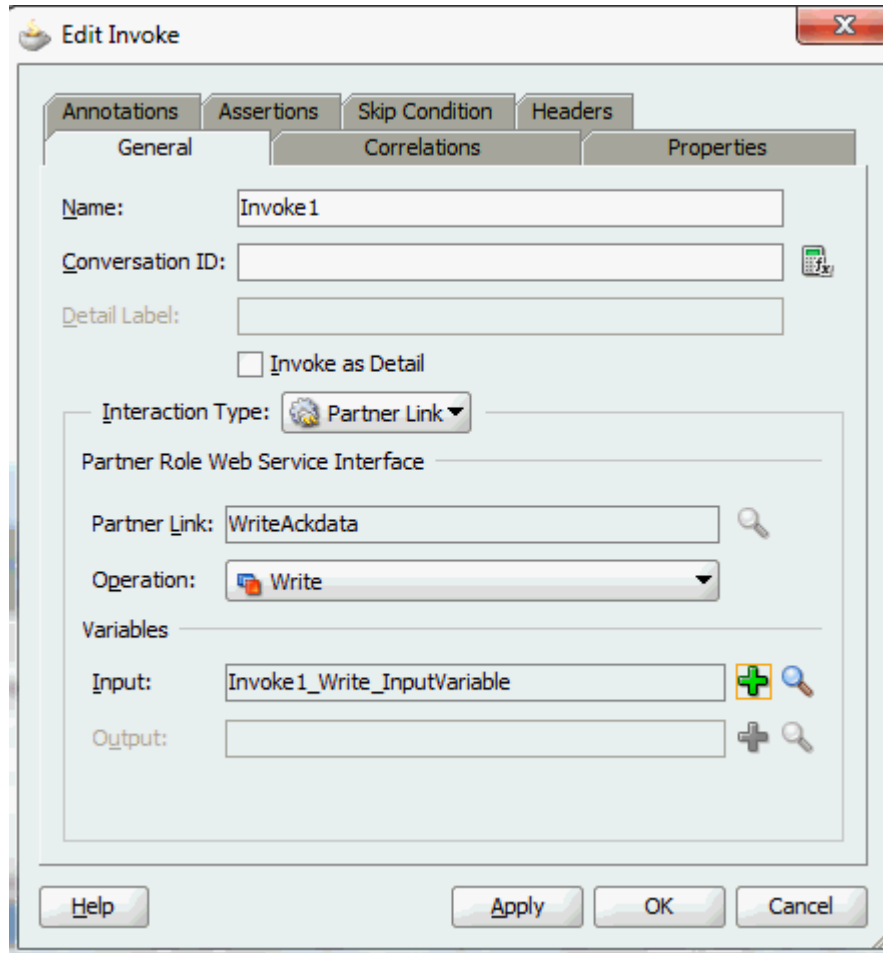 Edit Invoke
Annotations Assertions Skip Condition Headers
General Correlations Properties
Name: Invoke1
Conversation ID:
Detail Label:
Invoke as Detail
Interaction Type: Partner Link
Partner Role Web Service Interface
Partner Link: WriteAckdata
Operation: Write
Variables
Input: Invoke1_Write_InputVariable
Output:
Help Apply OK Cancel